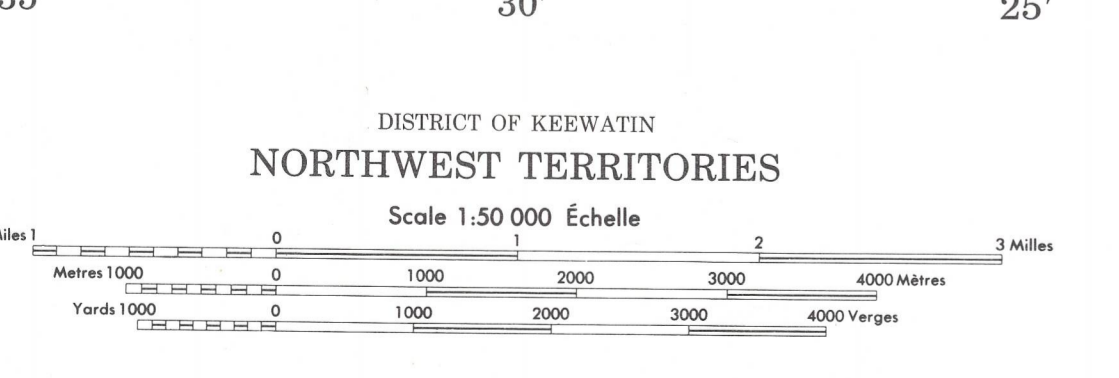 30′ 25′
DISTRICT OF KEEWATIN
NORTHWEST TERRITORIES
Scale 1:50 000 Échelle
1 0 1 2 3 Milles
Metres 1000 0 1000 2000 3000 4000 Mètres
Yards 1000 0 1000 2000 3000 4000 Verges